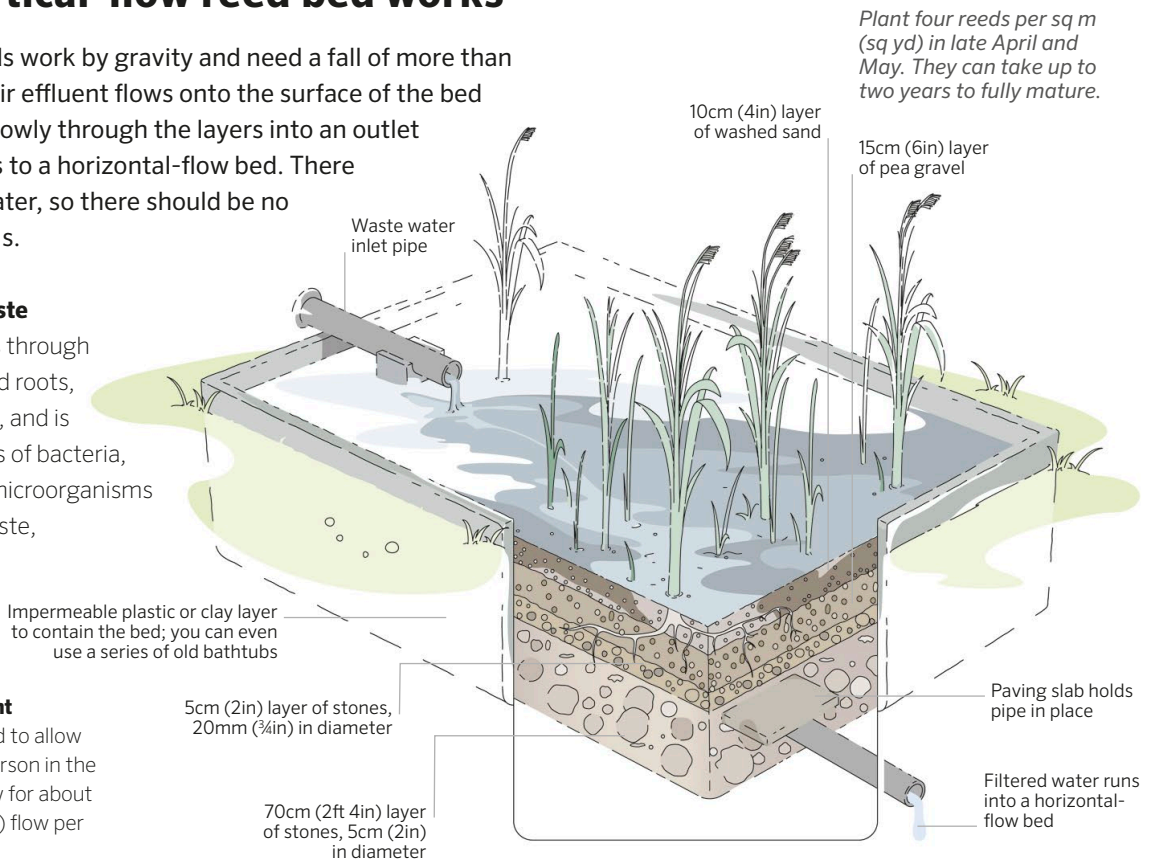 rtical-flow reed bed works
ls work by gravity and need a fall of more than
ir effluent flows onto the surface of the bed
owly through the layers into an outlet
s to a horizontal-flow bed. There
ater, so there should be no
s.
Plant four reeds per sq m
(sq yd) in late April and
May. They can take up to
two years to fully mature.
10cm (4in) layer
of washed sand
15cm (6in) layer
of pea gravel
Waste water
inlet pipe
ste
s through
d roots,
, and is
s of bacteria,
microorganisms
ste,
Impermeable plastic or clay layer
to contain the bed; you can even
use a series of old bathtubs
5cm (2in) layer of stones,
20mm (¾in) in diameter
nt
d to allow
rson in the
w for about
) flow per
70cm (2ft 4in) layer
of stones, 5cm (2in)
in diameter
Paving slab holds
pipe in place
Filtered water runs
into a horizontal-
flow bed